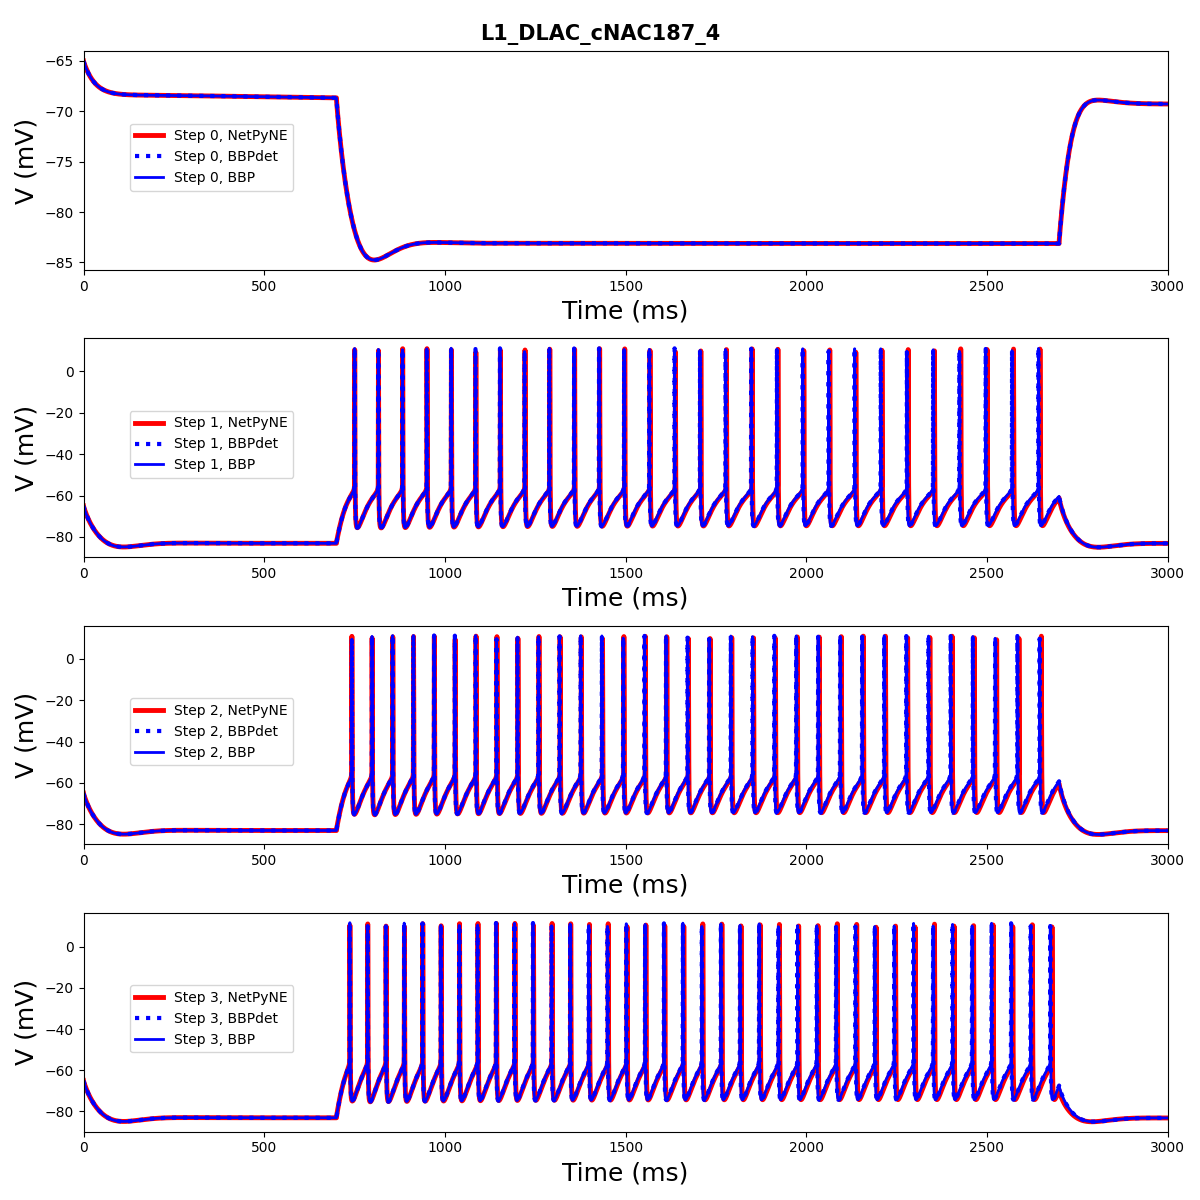 L1_DLAC_cNAC187_4
−65
−70
−75
−80
−85
V (mV)
Step 0, NetPyNE
Step 0, BBPdet
Step 0, BBP
0 500 1000 1500 2000 2500 3000
Time (ms)
0
−20
−40
−60
−80
V (mV)
Step 1, NetPyNE
Step 1, BBPdet
Step 1, BBP
0 500 1000 1500 2000 2500 3000
Time (ms)
0
−20
−40
−60
−80
V (mV)
Step 2, NetPyNE
Step 2, BBPdet
Step 2, BBP
0 500 1000 1500 2000 2500 3000
Time (ms)
0
−20
−40
−60
−80
V (mV)
Step 3, NetPyNE
Step 3, BBPdet
Step 3, BBP
0 500 1000 1500 2000 2500 3000
Time (ms)